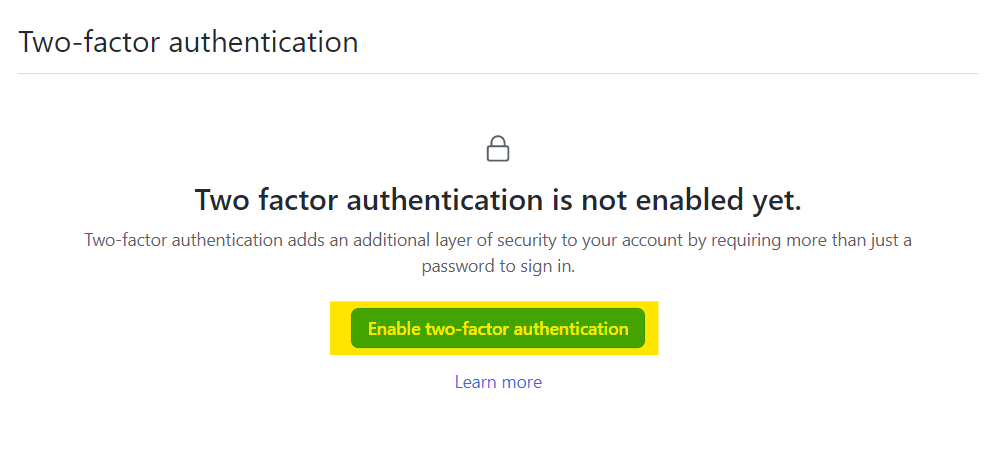 Two-factor authentication
Two factor authentication is not enabled yet.
Two-factor authentication adds an additional layer of security to your account by requiring more than just a
password to sign in.
Enable two-factor authentication
Learn more